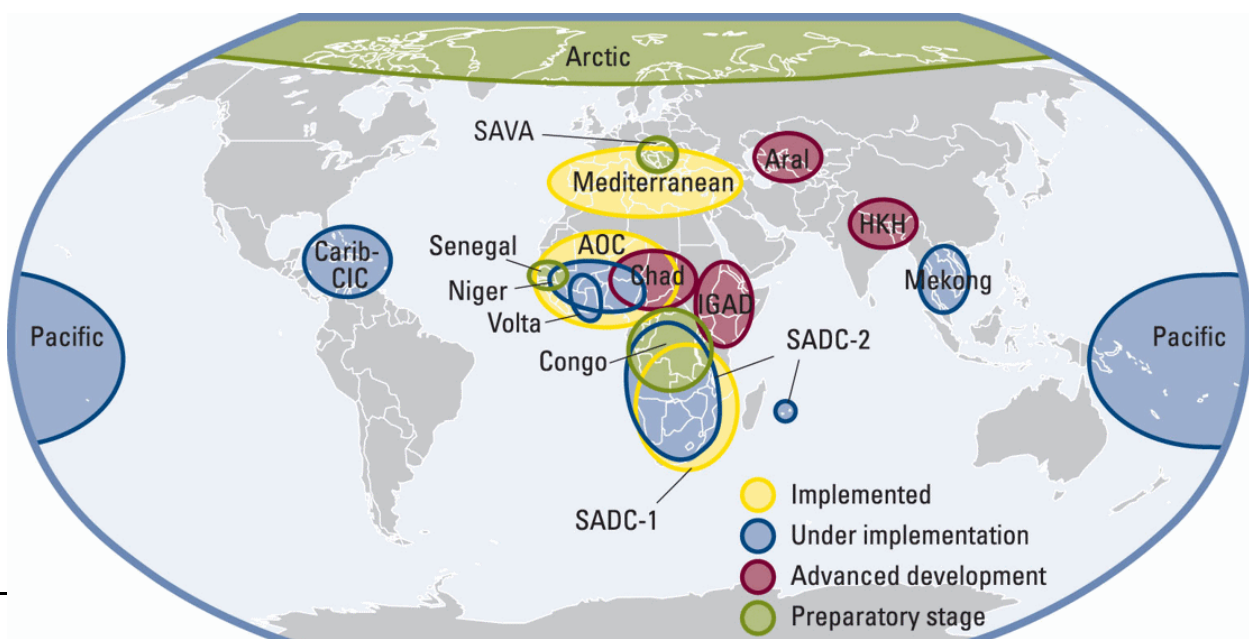 Arctic
SAVA
Aral
Mediterranean
HKH
Senegal
AOC
Carib-
CIC
Chad
Mekong
Niger
IGAD
Volta
Pacific
Congo
SADC-2
Pacific
SADC-1
Implemented
Under implementation
Advanced development
Preparatory stage